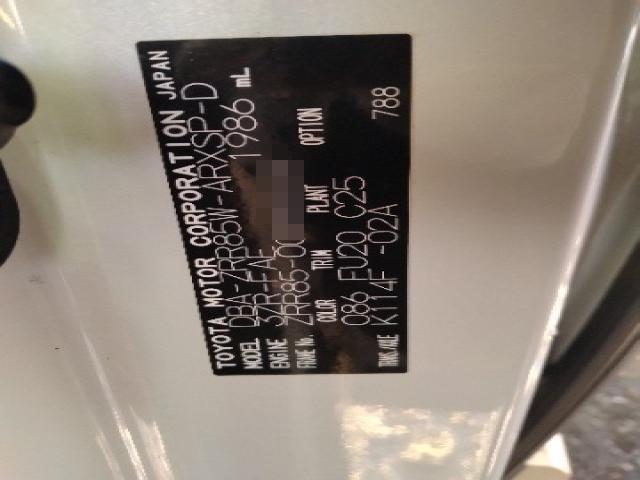 TOYOTA MOTOR CORPORATION JAPAN
MODEL DBA-ZRR85W-ARXSP-D
ENGINE 3ZR-FAE 1986 mL
FRAME No. ZRR85-00
COLOR TRIM PLANT OPTION
086 FU20 C25
TRNS/AXLE K114F -02A 788